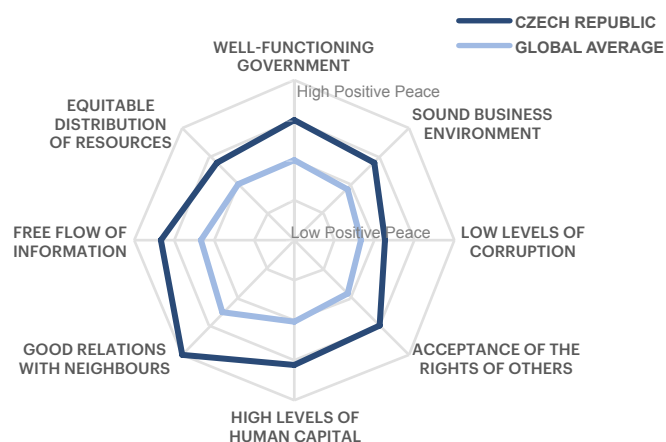 CZECH REPUBLIC
GLOBAL AVERAGE
WELL-FUNCTIONING
GOVERNMENT
High Positive Peace
EQUITABLE
DISTRIBUTION
OF RESOURCES
SOUND BUSINESS
ENVIRONMENT
FREE FLOW OF
INFORMATION
Low Positive Peace
LOW LEVELS OF
CORRUPTION
GOOD RELATIONS
WITH NEIGHBOURS
ACCEPTANCE OF THE
RIGHTS OF OTHERS
HIGH LEVELS OF
HUMAN CAPITAL